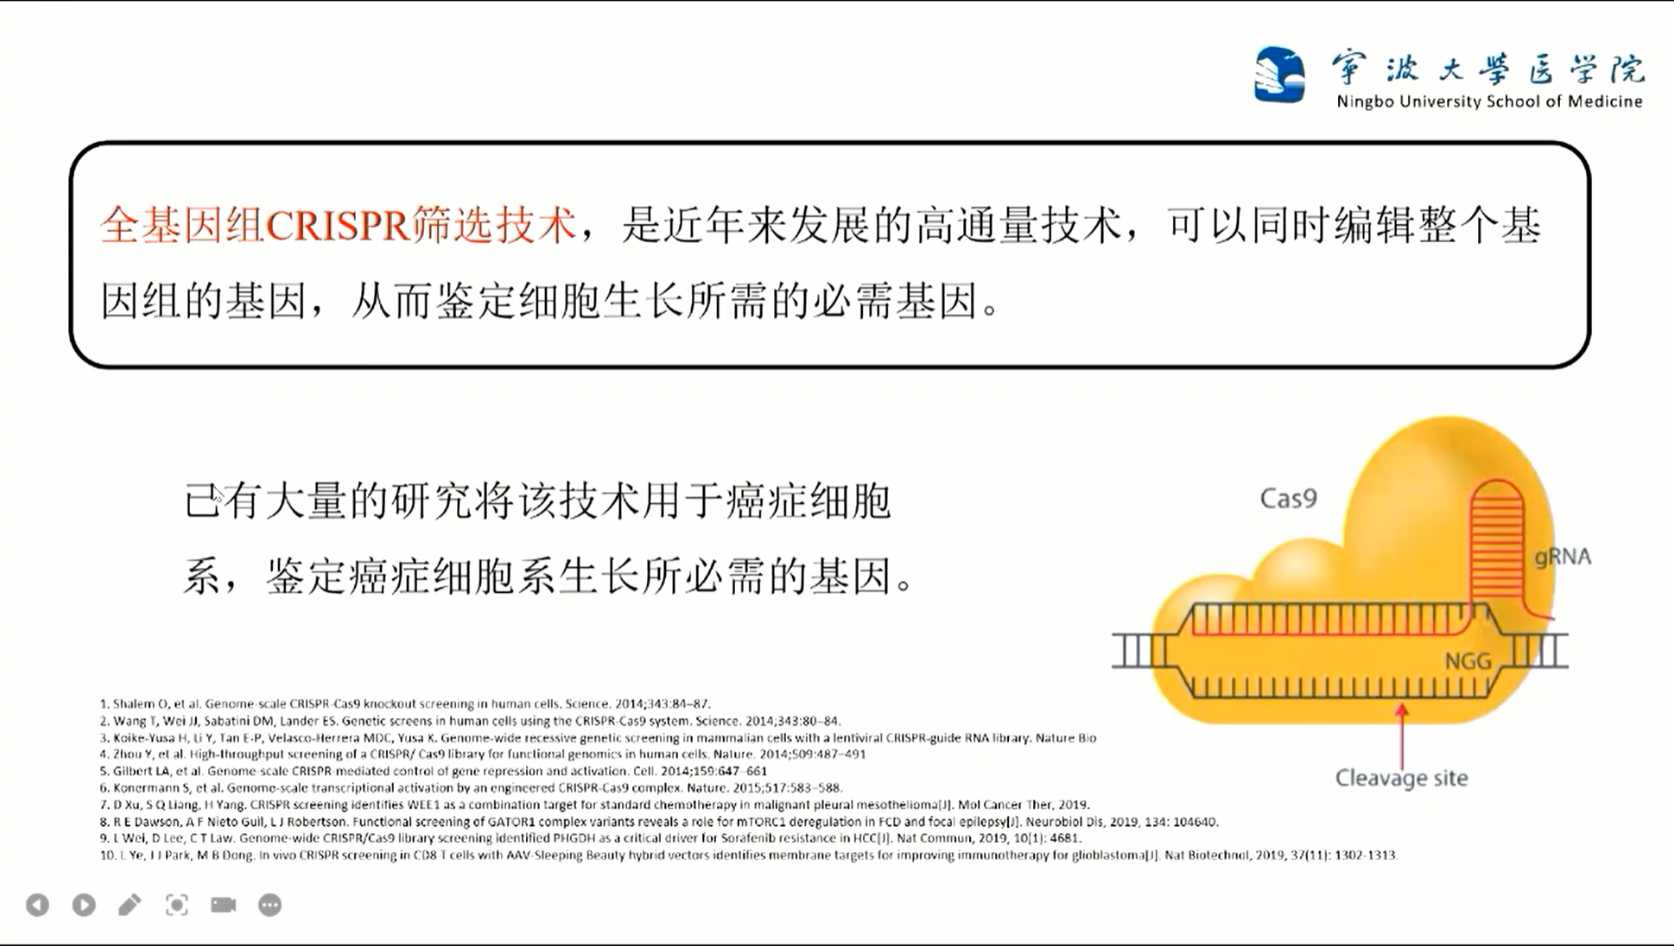 寧波大學医学院
Ningbo University School of Medicine
全基因组CRISPR筛选技术，是近年来发展的高通量技术，可以同时编辑整个基
因组的基因，从而鉴定细胞生长所需的必需基因。
已有大量的研究将该技术用于癌症细胞
系，鉴定癌症细胞系生长所必需的基因。
Cas9
gRNA
NGG
Cleavage site
1. Shalem O, et al. Genome-scale CRISPR-Cas9 knockout screening in human cells. Science. 2014;343:84–87.
2. Wang T, Wei JJ, Sabatini DM, Lander ES. Genetic screens in human cells using the CRISPR-Cas9 system. Science. 2014;343:80–84.
3. Koike-Yusa H, Li Y, Tan E-P, Velasco-Herrera MDC, Yusa K. Genome-wide recessive genetic screening in mammalian cells with a lentiviral CRISPR-guide RNA library. Nature Bio
4. Zhou Y, et al. High-throughput screening of a CRISPR/ Cas9 library for functional genomics in human cells. Nature. 2014;509:487–491
5. Gilbert LA, et al. Genome-scale CRISPR-mediated control of gene repression and activation. Cell. 2014;159:647–661
6. Konermann S, et al. Genome-scale transcriptional activation by an engineered CRISPR-Cas9 complex. Nature. 2015;517:583–588.
7. D Xu, S Q Liang, H Yang. CRISPR screening identifies WEE1 as a combination target for standard chemotherapy in malignant pleural mesothelioma[J]. Mol Cancer Ther, 2019.
8. R E Dawson, A F Nieto Guil, L J Robertson. Functional screening of GATOR1 complex variants reveals a role for mTORC1 deregulation in FCD and focal epilepsy[J]. Neurobiol Dis, 2019, 134: 104640.
9. L Wei, D Lee, C T Law. Genome-wide CRISPR/Cas9 library screening identified PHGDH as a critical driver for Sorafenib resistance in HCC[J]. Nat Commun, 2019, 10(1): 4681.
10. L Ye, J J Park, M B Dong. In vivo CRISPR screening in CD8 T cells with AAV-Sleeping Beauty hybrid vectors identifies membrane targets for improving immunotherapy for glioblastoma[J]. Nat Biotechnol, 2019, 37(11): 1302-1313.